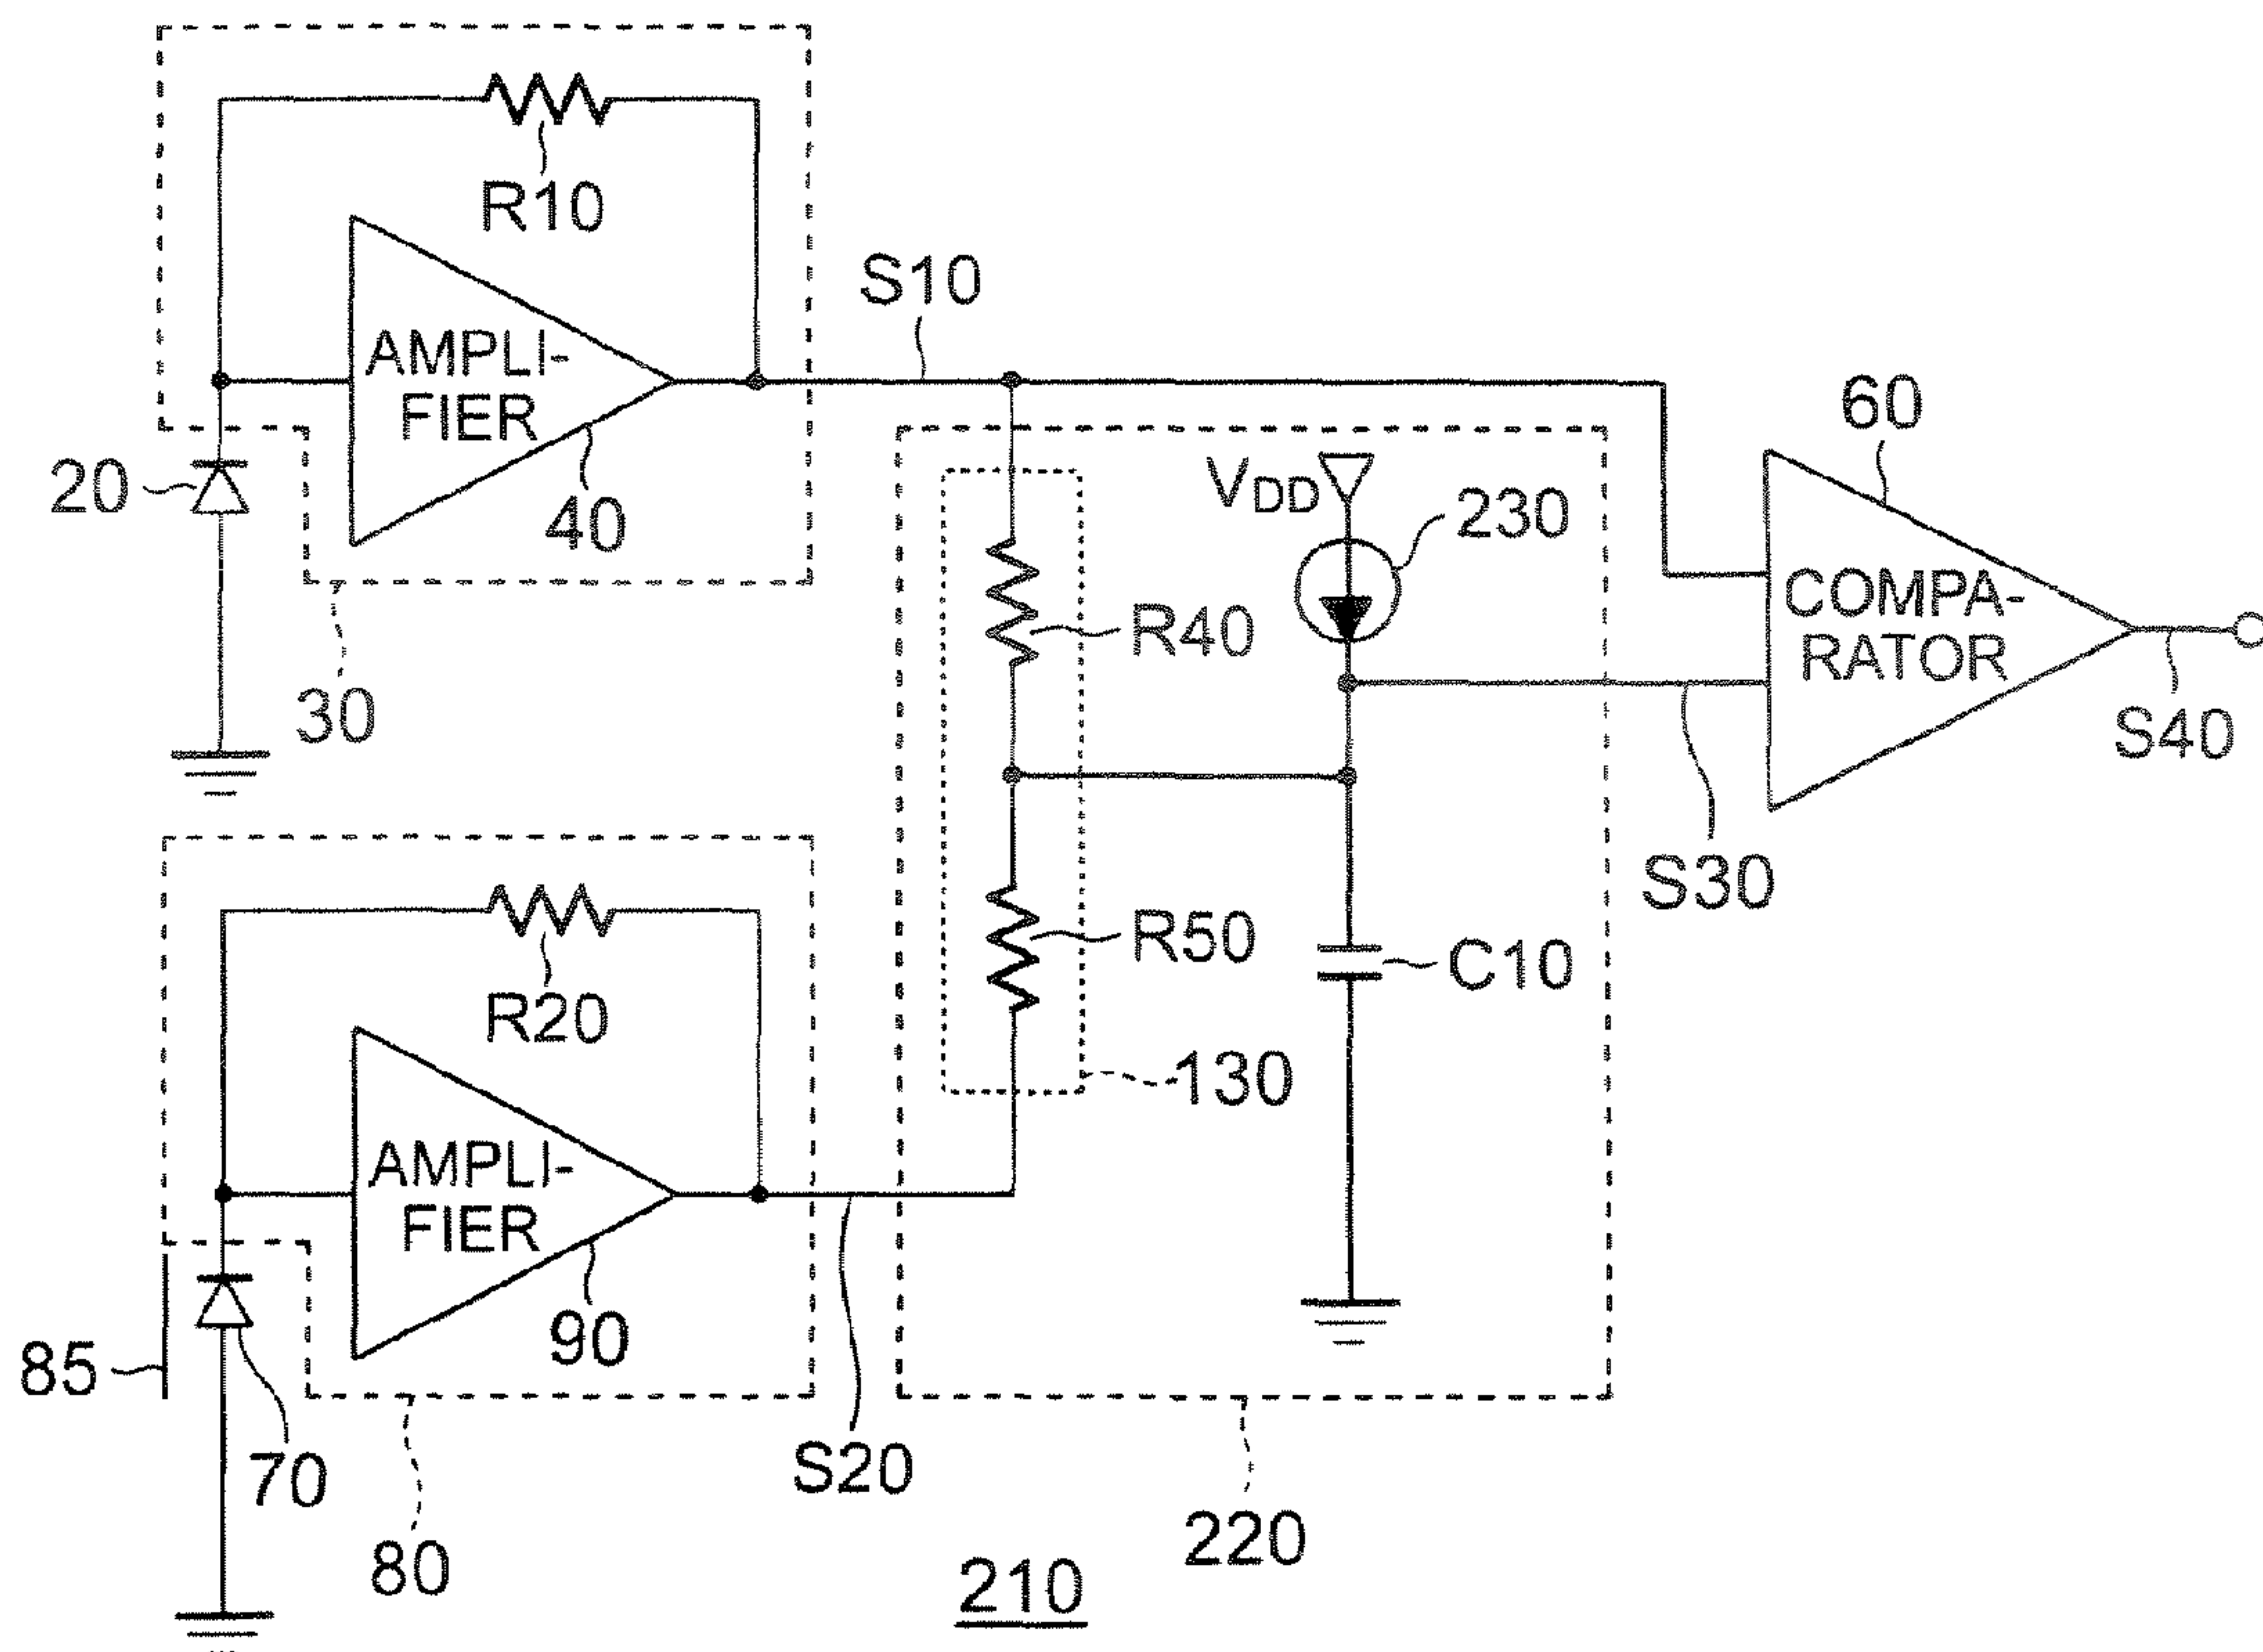 R10
S10
AMPLI-
FIER
60
20
40
VDD
230
COMPA-
RATOR
R40
30
S40
S30
R50
C10
R20
130
AMPLI-
FIER
90
85
70
S20
80
220
210